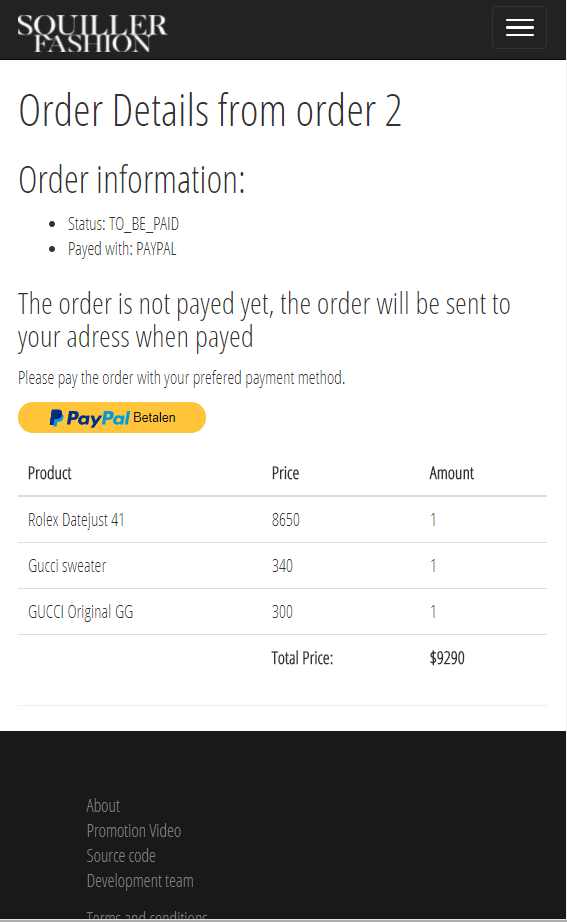 SQUILLER
FASHION
Order Details from order 2
Order information:
Status: TO_BE_PAID
Payed with: PAYPAL
The order is not payed yet, the order will be sent to
your adress when payed
Please pay the order with your prefered payment method.
PayPal Betalen
Product Price Amount
Rolex Datejust 41 8650 1
Gucci sweater 340 1
GUCCI Original GG 300 1
Total Price: $9290
About
Promotion Video
Source code
Development team
Terms and conditions